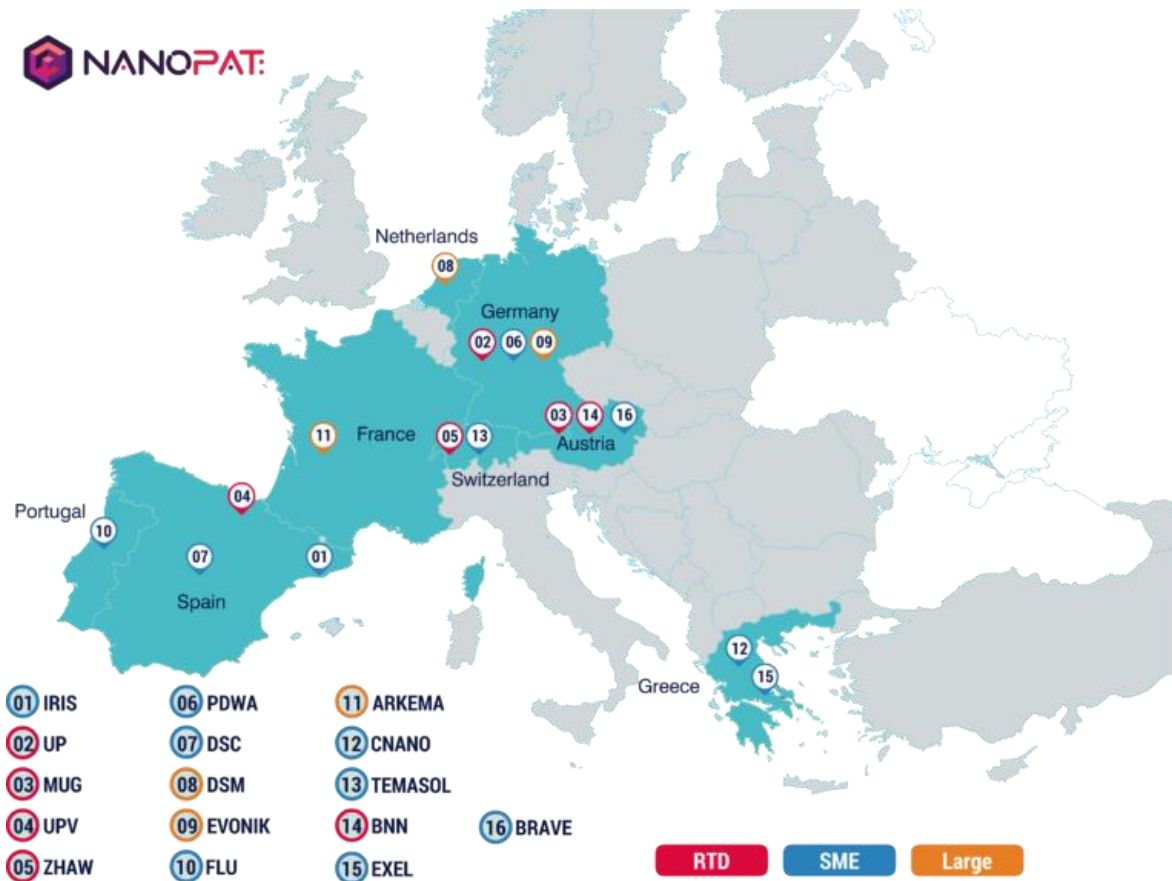 NANOPAT:
Netherlands
08
Germany
02 06 09
03 14 16
Austria
11
France
05 13
Switzerland
04
Portugal
10
07
01
Spain
12
15
Greece
01 IRIS
02 UP
03 MUG
04 UPV
05 ZHAW
06 PDWA
07 DSC
08 DSM
09 EVONIK
10 FLU
11 ARKEMA
12 CNANO
13 TEMASOL
14 BNN
15 EXEL
16 BRAVE
RTD
SME
Large